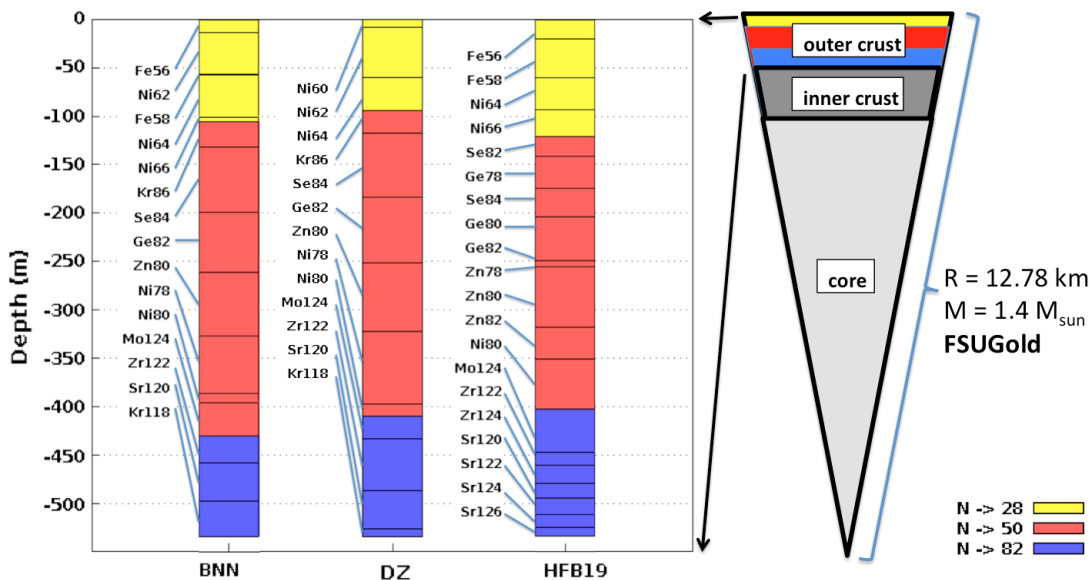 Depth (m)
0
-50
-100
-150
-200
-250
-300
-350
-400
-450
-500
Fe56
Ni62
Fe58
Ni64
Ni66
Kr86
Se84
Ge82
Zn80
Ni78
Ni80
Mo124
Zr122
Sr120
Kr118
BNN
Ni60
Ni62
Ni64
Kr86
Se84
Ge82
Zn80
Ni78
Ni80
Mo124
Zr122
Sr120
Kr118
DZ
Fe56
Fe58
Ni64
Ni66
Se82
Ge78
Se84
Ge80
Ge82
Zn78
Zn80
Zn82
Ni80
Mo124
Zr122
Zr124
Sr120
Sr122
Sr124
Sr126
HFB19
outer crust
inner crust
core
R = 12.78 km
M = 1.4 Msun
FSUGold
N -> 28
N -> 50
N -> 82